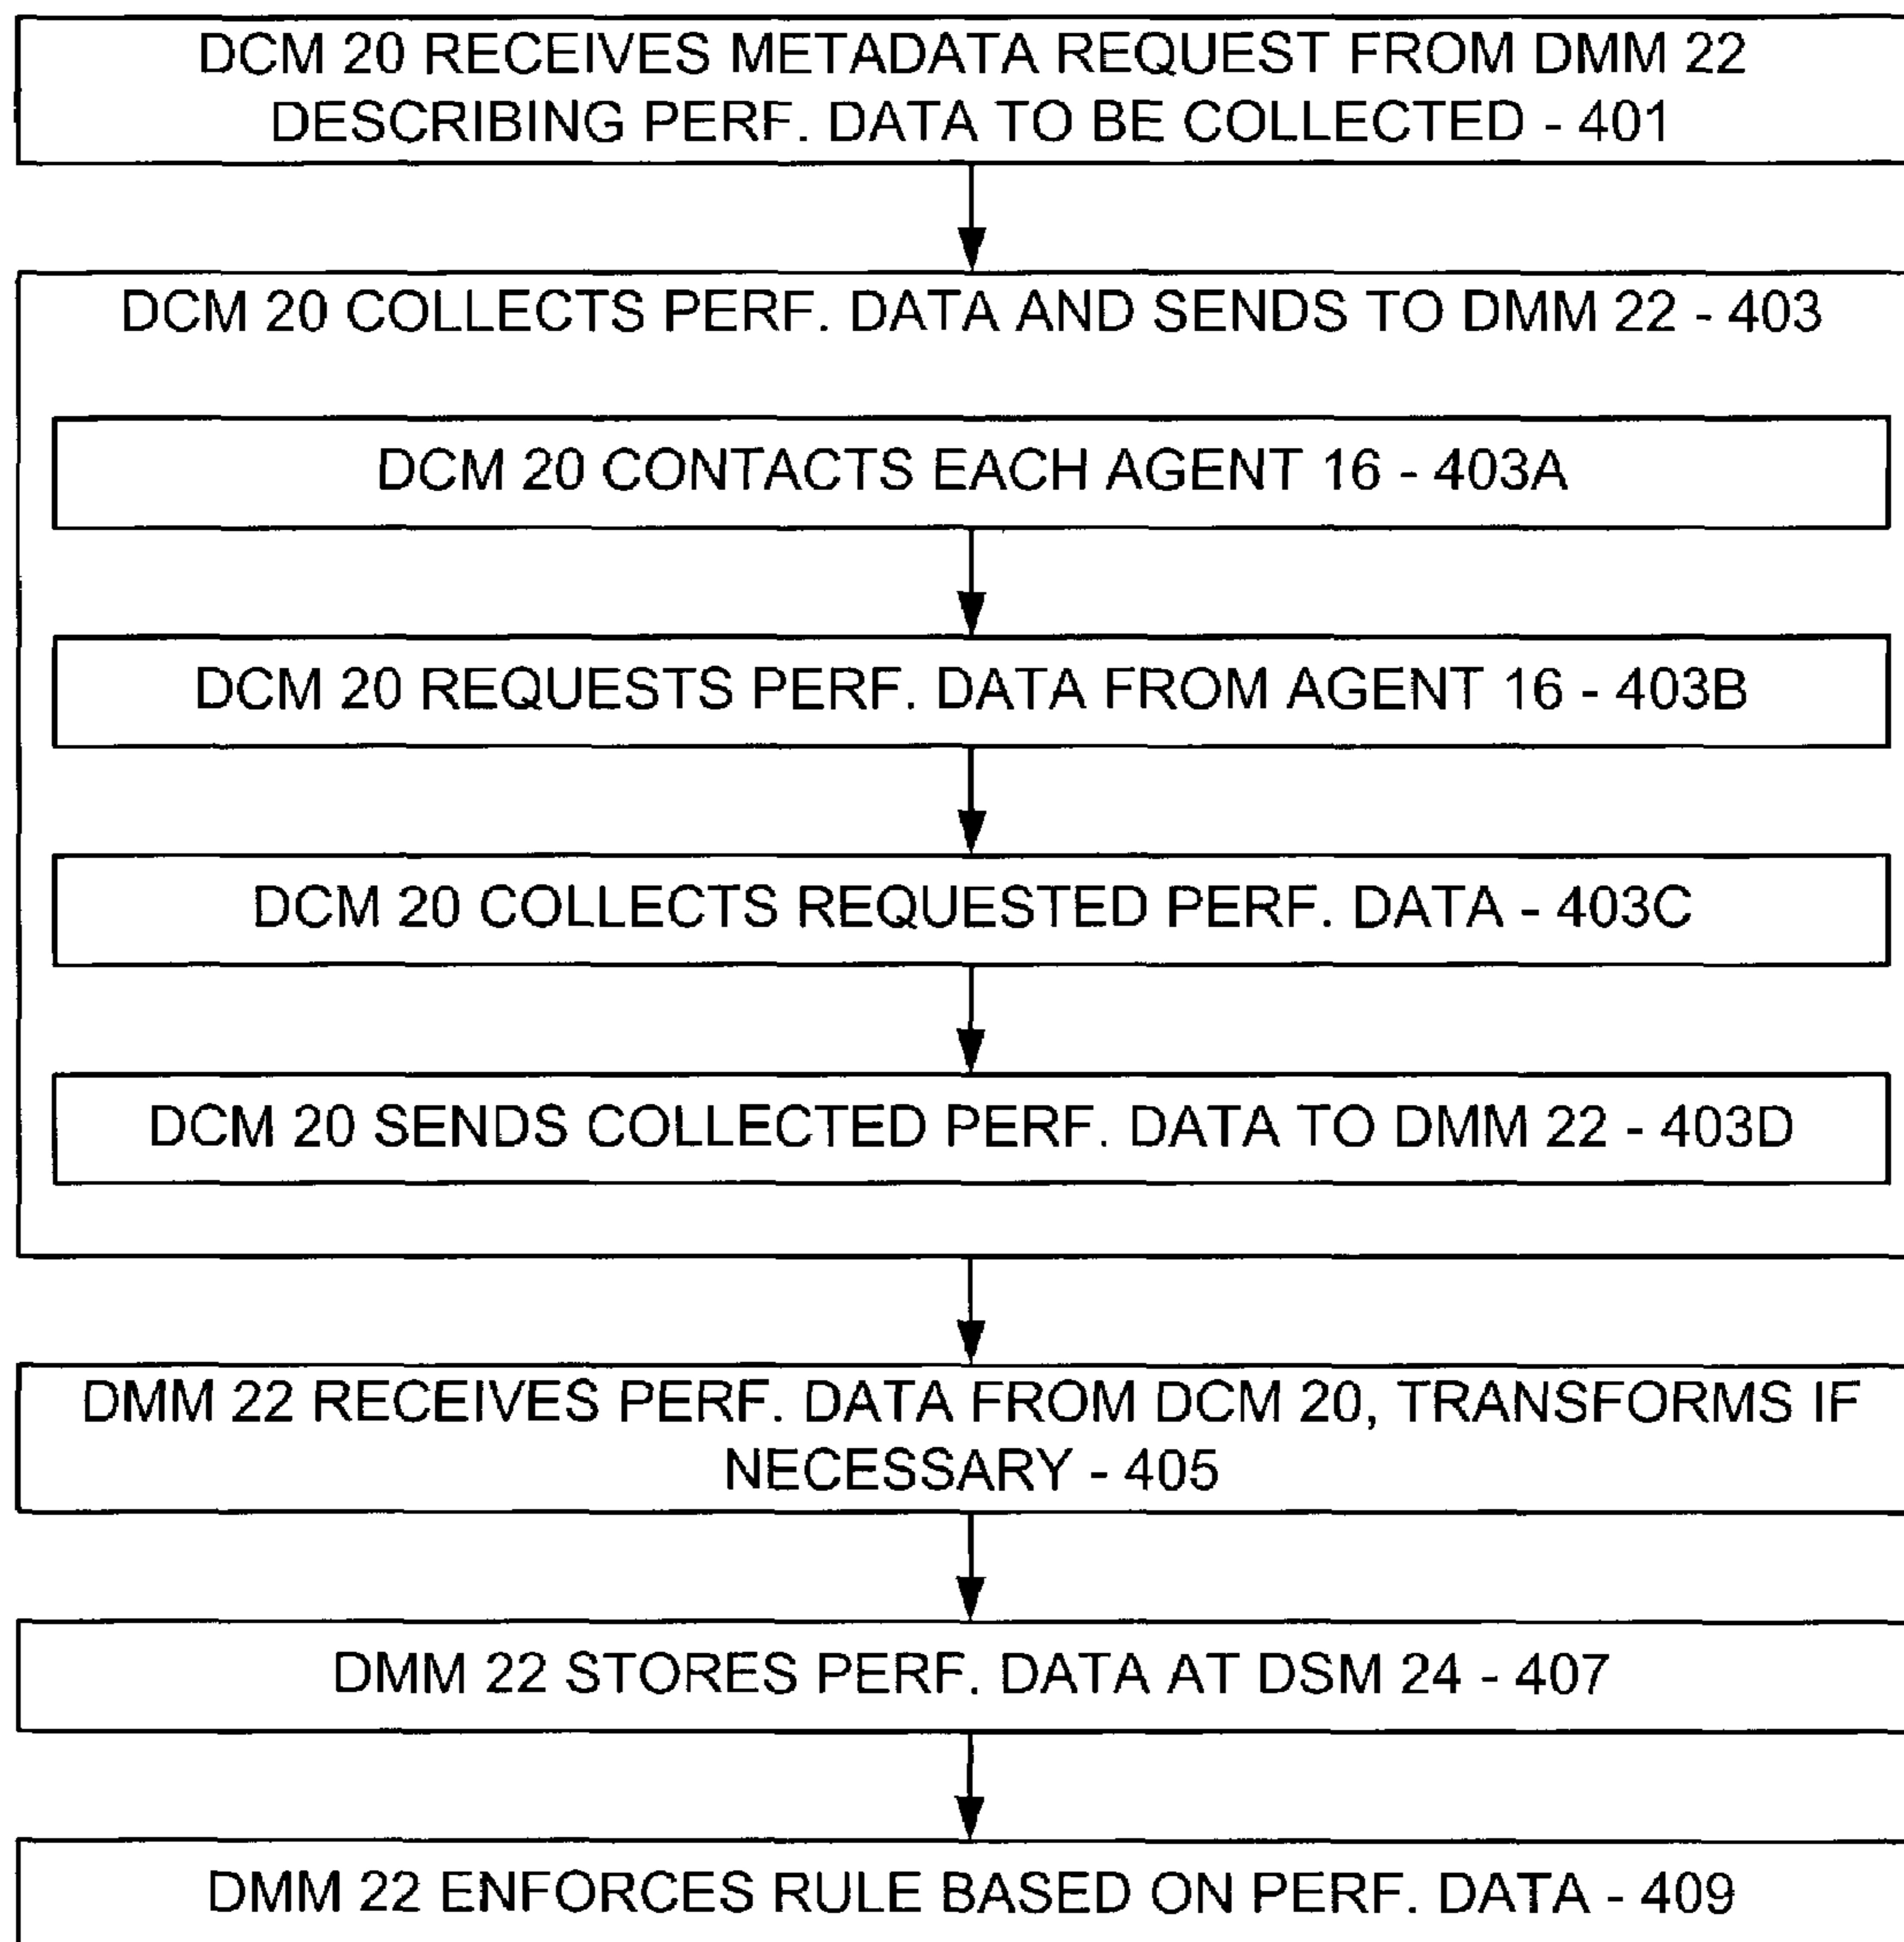 DCM 20 RECEIVES METADATA REQUEST FROM DMM 22
DESCRIBING PERF. DATA TO BE COLLECTED - 401
DCM 20 COLLECTS PERF. DATA AND SENDS TO DMM 22 - 403
DCM 20 CONTACTS EACH AGENT 16 - 403A
DCM 20 REQUESTS PERF. DATA FROM AGENT 16 - 403B
DCM 20 COLLECTS REQUESTED PERF. DATA - 403C
DCM 20 SENDS COLLECTED PERF. DATA TO DMM 22 - 403D
DMM 22 RECEIVES PERF. DATA FROM DCM 20, TRANSFORMS IF
NECESSARY - 405
DMM 22 STORES PERF. DATA AT DSM 24 - 407
DMM 22 ENFORCES RULE BASED ON PERF. DATA - 409